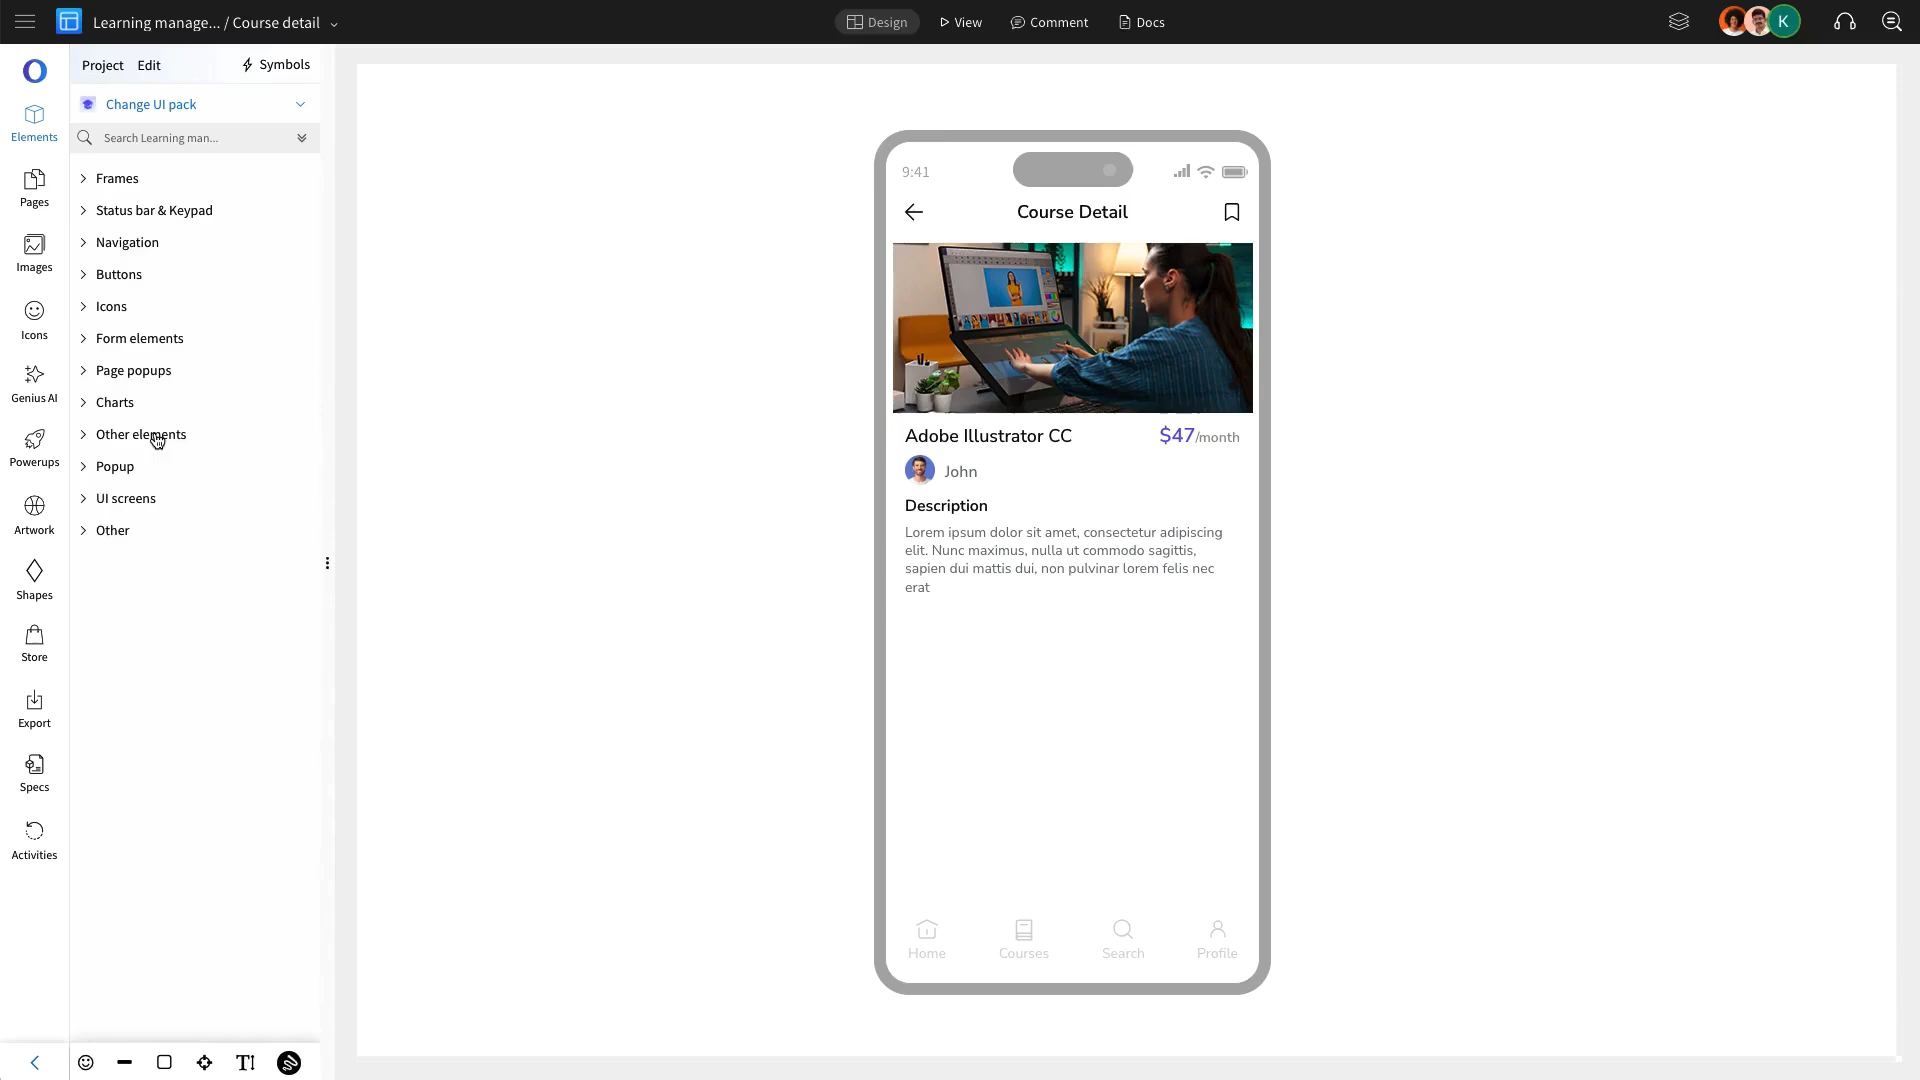 Learning manage... / Course detail
Design
View
Comment
Docs
K
Project
Edit
Symbols
Change UI pack
Search Learning man...
Elements
Pages
Images
Icons
Genius AI
Powerups
Artwork
Shapes
Store
Export
Specs
Activities
Frames
Status bar & Keypad
Navigation
Buttons
Icons
Form elements
Page popups
Charts
Other elements
Popup
UI screens
Other
9:41
Course Detail
Adobe Illustrator CC
$47/month
John
Description
Lorem ipsum dolor sit amet, consectetur adipiscing
elit. Nunc maximus, nulla ut commodo sagittis,
sapien dui mattis dui, non pulvinar lorem felis nec
erat
Home
Courses
Search
Profile